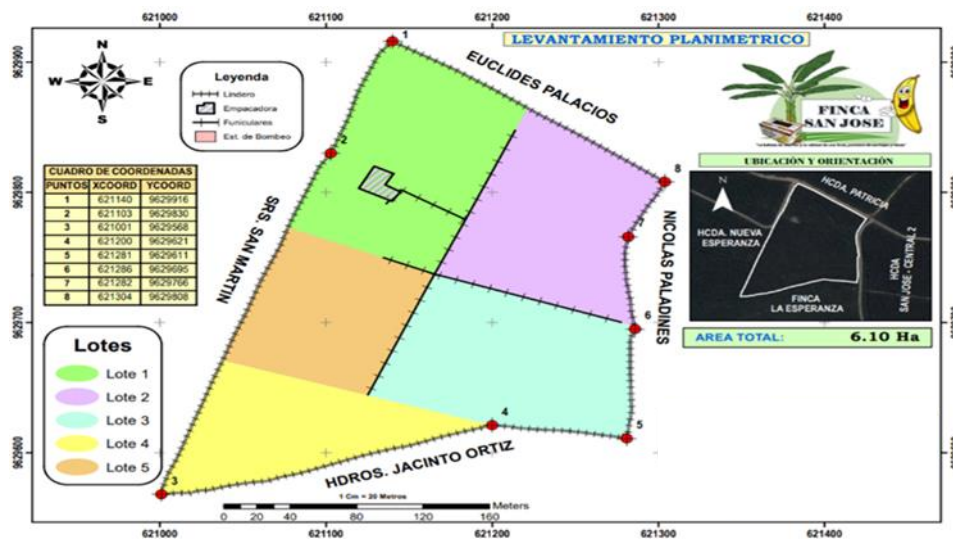 621000 621100 621200 621300 621400
LEVANTAMIENTO PLANIMETRICO
N
W E
S
Leyenda
Lindero
Empacadora
Funiculares
Est. de Bombeo
EUCLIDES PALACIOS
SRS. SAN MARTIN
NICOLAS PALADINES
HDROS. JACINTO ORTIZ
1
2
3
4
5
6
7
8
CUADRO DE COORDENADAS
PUNTOS XCOORD YCOORD
1 621140 9629916
2 621103 9629830
3 621001 9629568
4 621200 9629621
5 621281 9629611
6 621286 9629695
7 621282 9629766
8 621304 9629808
Lotes
Lote 1
Lote 2
Lote 3
Lote 4
Lote 5
FINCA
SAN JOSE
UBICACIÓN Y ORIENTACIÓN
N
HCDA. PATRICIA
HCDA. NUEVA
ESPERANZA
HCDA
SAN JOSE - CENTRAL 2
FINCA
LA ESPERANZA
AREA TOTAL: 6.10 Ha
1 Cm = 20 Metros
Meters
0 20 40 80 120 160
9629900
9629800
9629700
9629600
621000 621100 621200 621300 621400